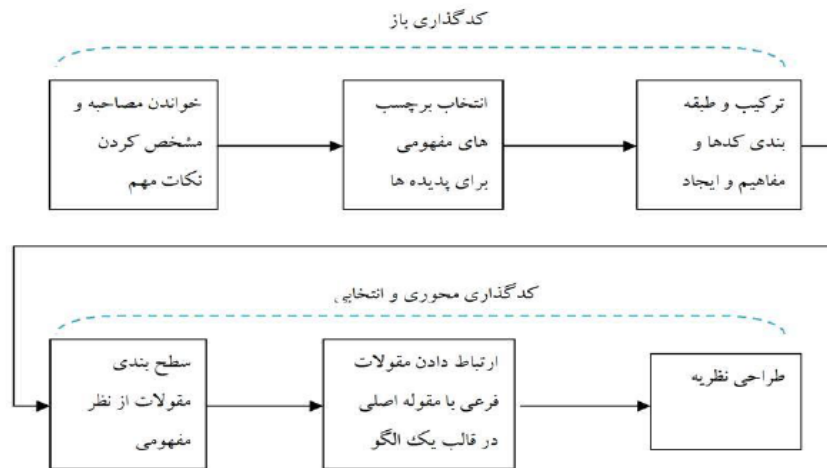 کدگذاری باز
خواندن مصاحبه و
مشخص کردن
نکات مهم
انتخاب برچسب
های مفهومی
برای پدیده ها
ترکیب و طبقه
بندی کدها و
مفاهیم و ایجاد
کدگذاری محوری و انتخابی
سطح بندی
مقولات از نظر
مفهومی
ارتباط دادن مقولات
فرعی با مقوله اصلی
در قالب یک الگو
طراحی نظریه